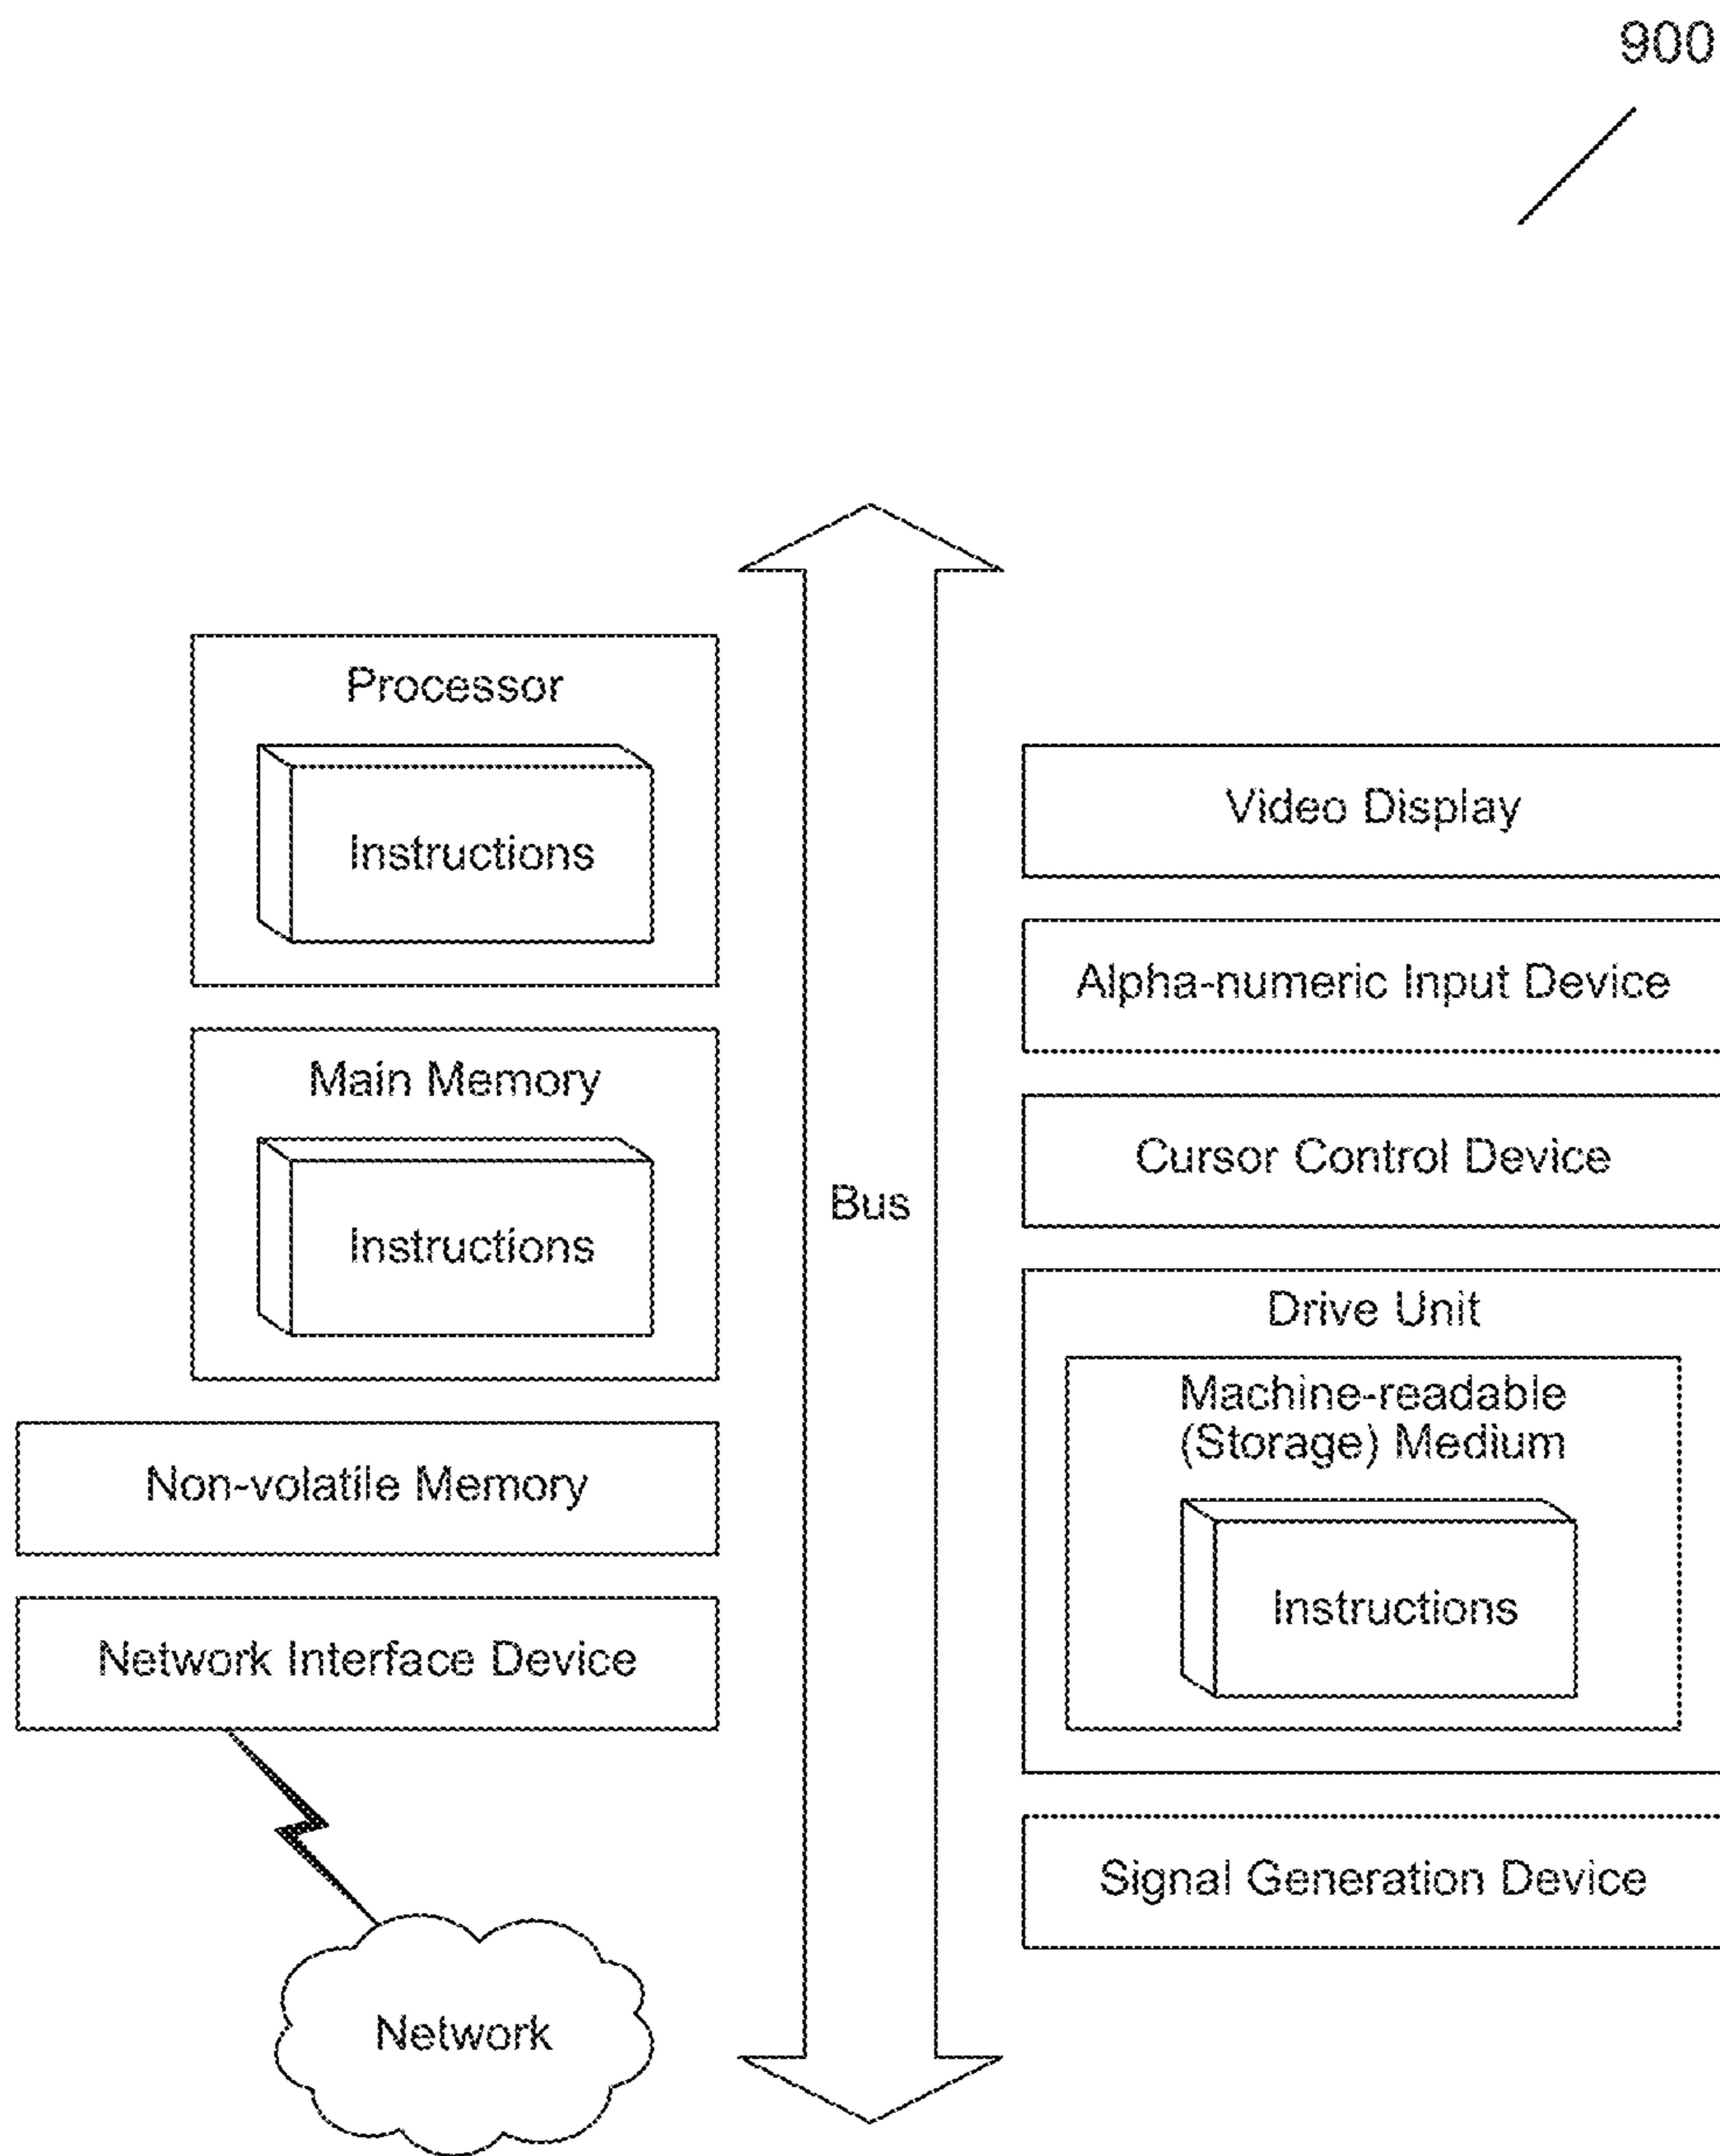 900
Processor
Instructions
Main Memory
Instructions
Non-volatile Memory
Network Interface Device
Network
Bus
Video Display
Alpha-numeric Input Device
Cursor Control Device
Drive Unit
Machine-readable
(Storage) Medium
Instructions
Signal Generation Device